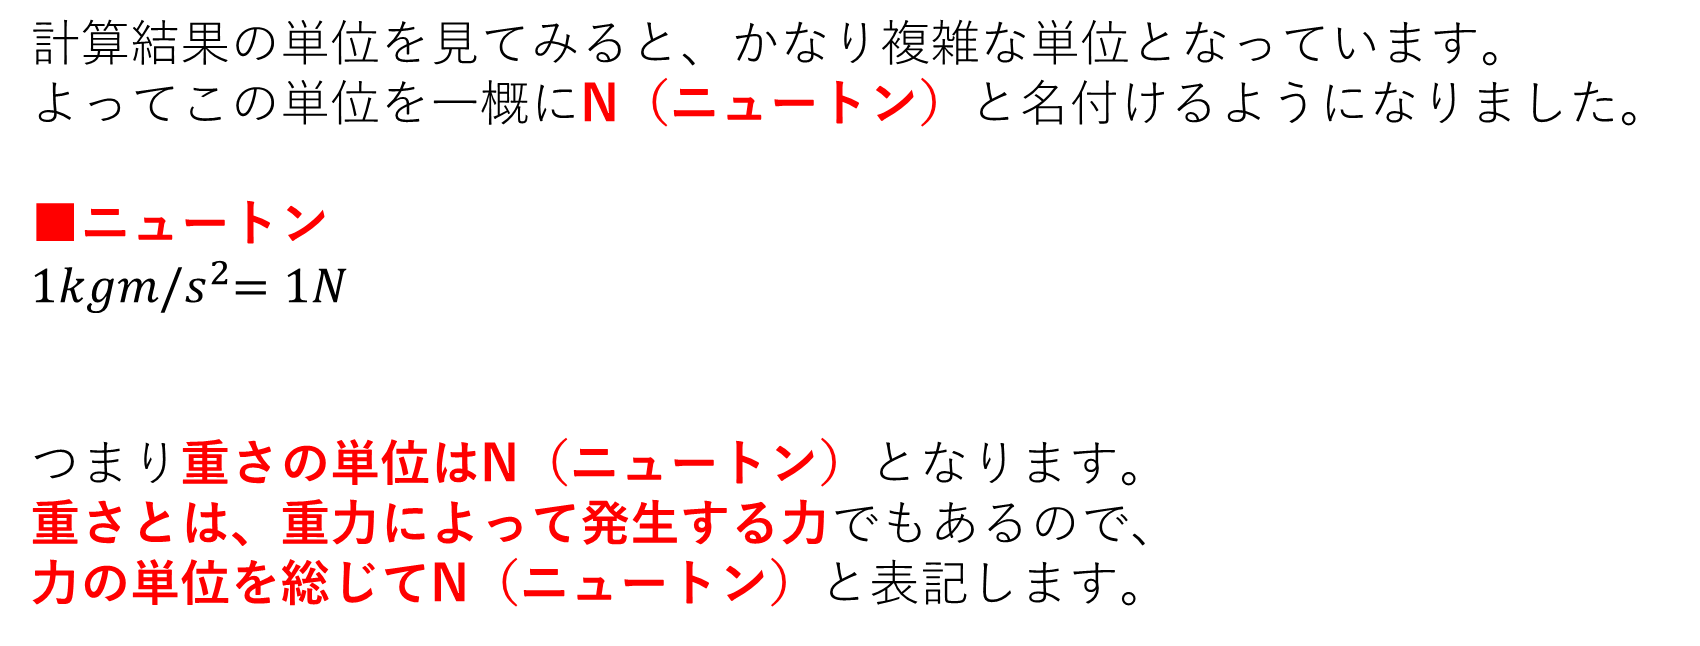 計算結果の単位を見てみると、かなり複雑な単位となっています。
よってこの単位を一概にN（ニュートン）と名付けるようになりました。
■ニュートン
1kgm/s²= 1N
つまり重さの単位はN（ニュートン）となります。
重さとは、重力によって発生する力でもあるので、
力の単位を総じてN（ニュートン）と表記します。